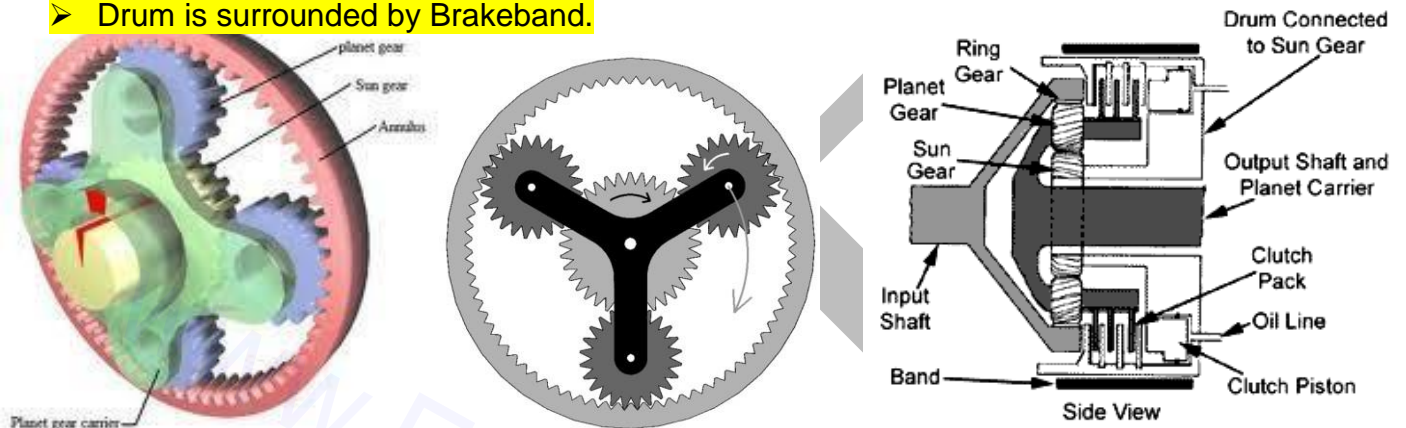 ➢ Drum is surrounded by Brakeband.
planet gear
Sun gear
Annulus
Planet gear carrier
Ring
Gear
Planet
Gear
Sun
Gear
Input
Shaft
Band
Drum Connected
to Sun Gear
Output Shaft and
Planet Carrier
Clutch
Pack
Oil Line
Clutch Piston
Side View